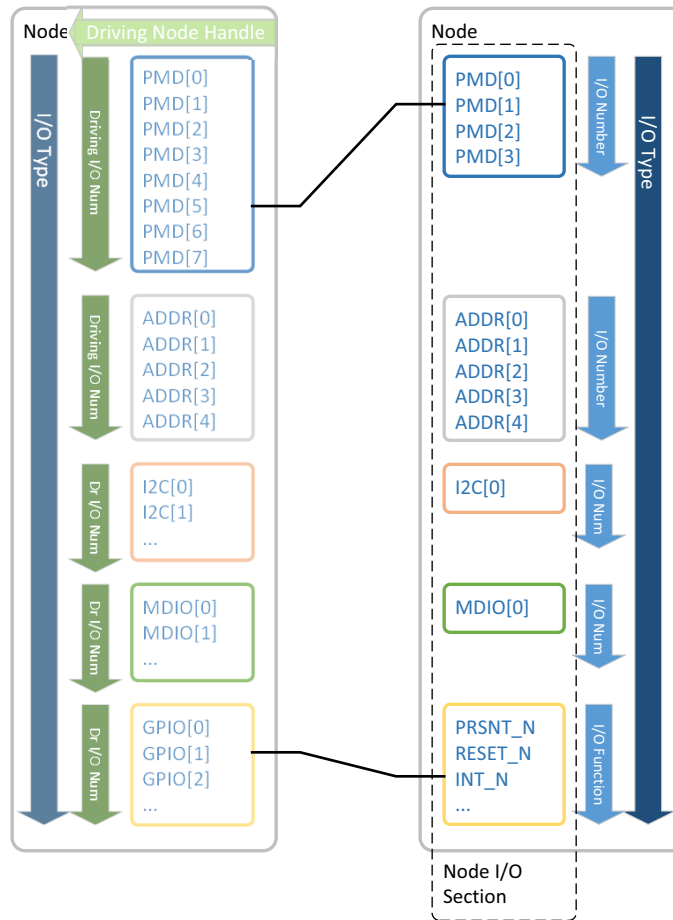 Node
Driving Node Handle
I/O Type
Driving I/O Num
PMD[0]
PMD[1]
PMD[2]
PMD[3]
PMD[4]
PMD[5]
PMD[6]
PMD[7]
Driving I/O Num
ADDR[0]
ADDR[1]
ADDR[2]
ADDR[3]
ADDR[4]
Dr I/O Num
I2C[0]
I2C[1]
...
Dr I/O Num
MDIO[0]
MDIO[1]
...
Dr I/O Num
GPIO[0]
GPIO[1]
GPIO[2]
...
Node
PMD[0]
PMD[1]
PMD[2]
PMD[3]
I/O Number
I/O Type
ADDR[0]
ADDR[1]
ADDR[2]
ADDR[3]
ADDR[4]
I/O Number
I2C[0]
I/O Num
MDIO[0]
I/O Num
PRSNT_N
RESET_N
INT_N
...
I/O Function
Node I/O
Section